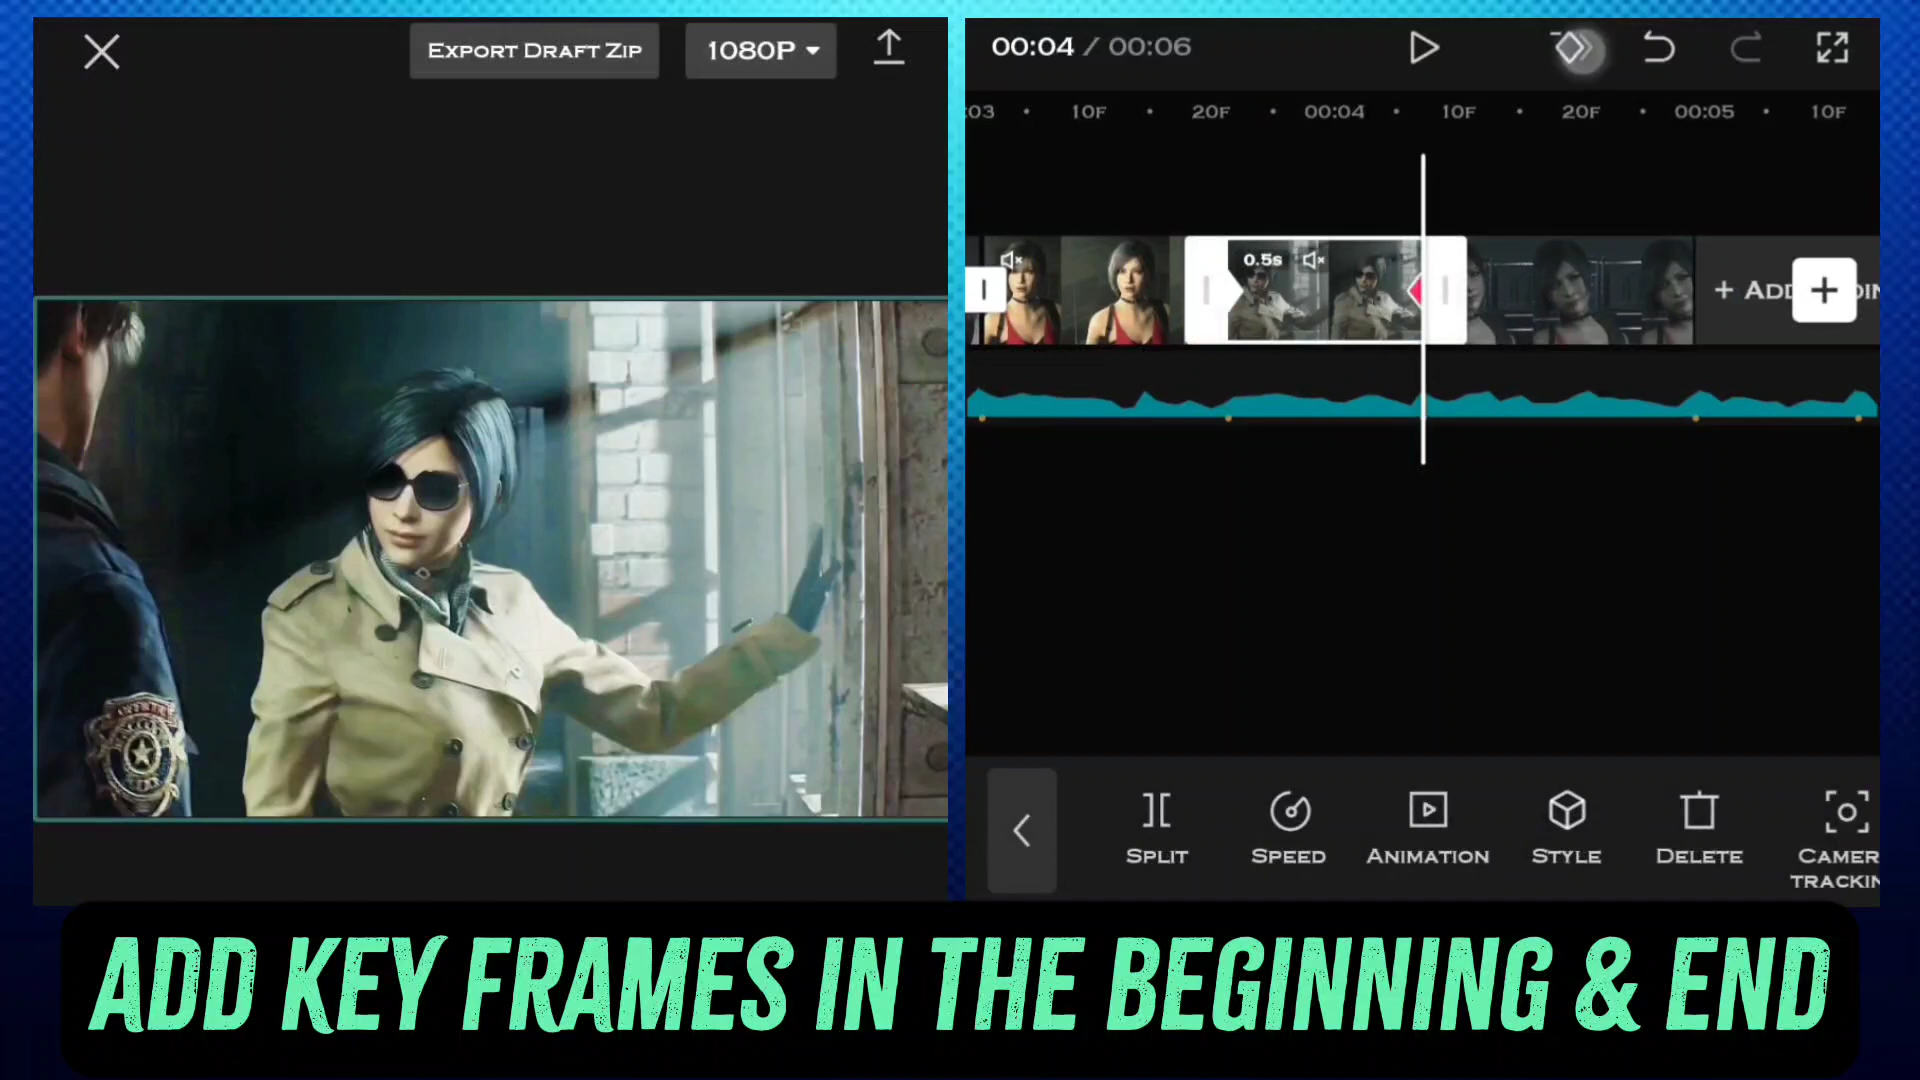 EXPORT DRAFT ZIP
1080P
00:04 / 00:06
:03 10F 20F 00:04 10F 20F 00:05 10F
0.5s
+ ADD
SPLIT
SPEED
ANIMATION
STYLE
DELETE
CAMER
TRACKIN
ADD KEY FRAMES IN THE BEGINNING & END